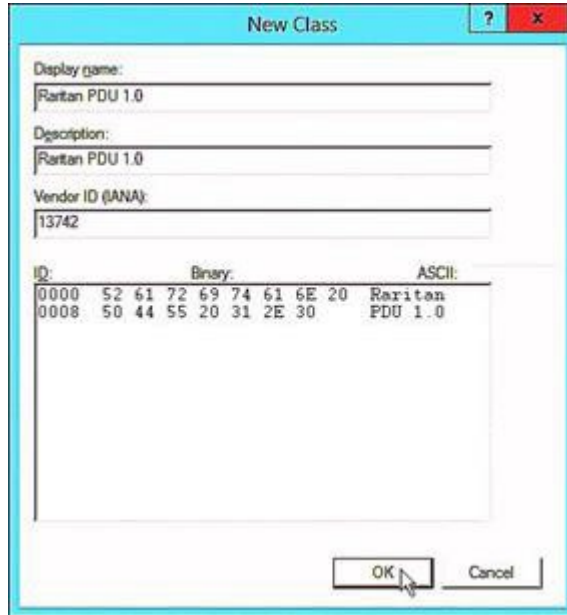 New Class
?
x
Display name:
Raritan PDU 1.0
Description:
Raritan PDU 1.0
Vendor ID (IANA):
13742
ID: Binary: ASCII:
0000 52 61 72 69 74 61 6E 20 Raritan
0008 50 44 55 20 31 2E 30 PDU 1.0
OK
Cancel